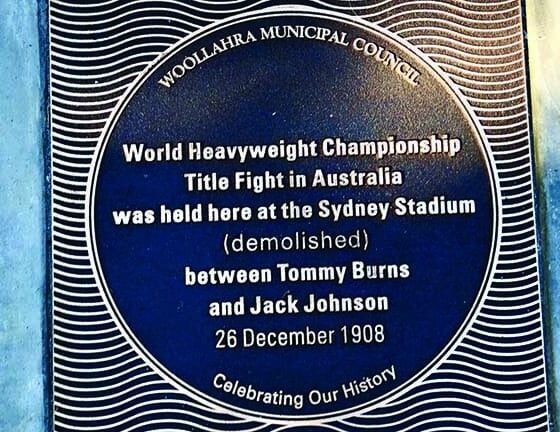 WOOLLAHRA MUNICIPAL COUNCIL
World Heavyweight Championship
Title Fight in Australia
was held here at the Sydney Stadium
(demolished)
between Tommy Burns
and Jack Johnson
26 December 1908
Celebrating Our History